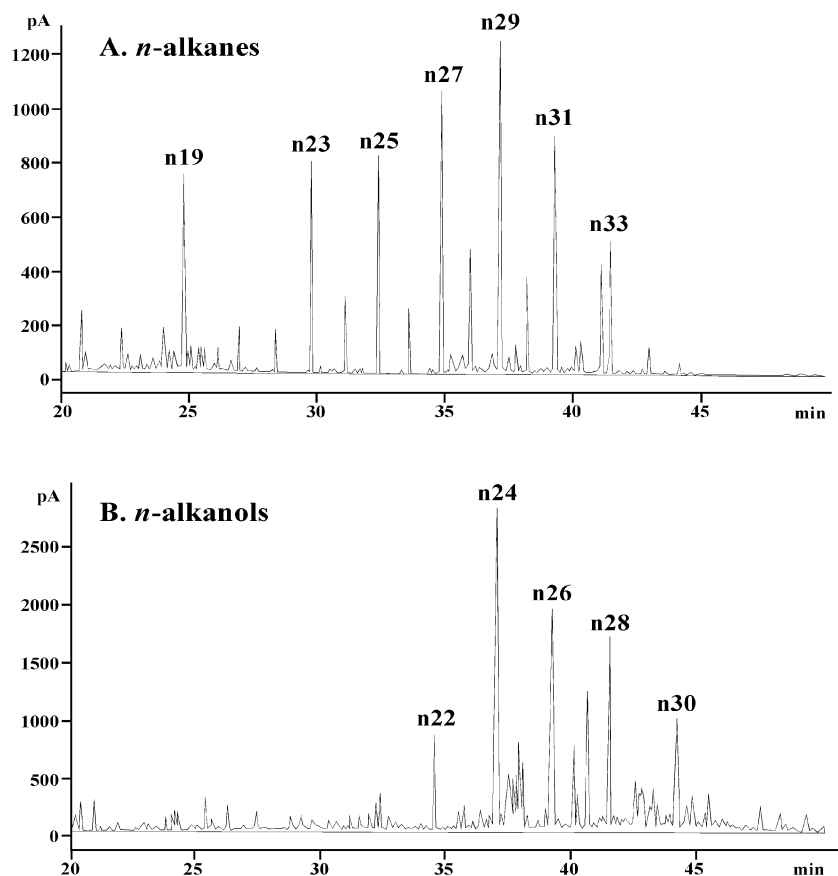 pA
A. n-alkanes
n29
1200
n27
1000
n31
n25
n23
800
n19
n33
600
400
200
0
20 25 30 35 40 45 min
pA
B. n-alkanols
n24
2500
n26
2000
n28
1500
n22
n30
1000
500
0
20 25 30 35 40 45 min